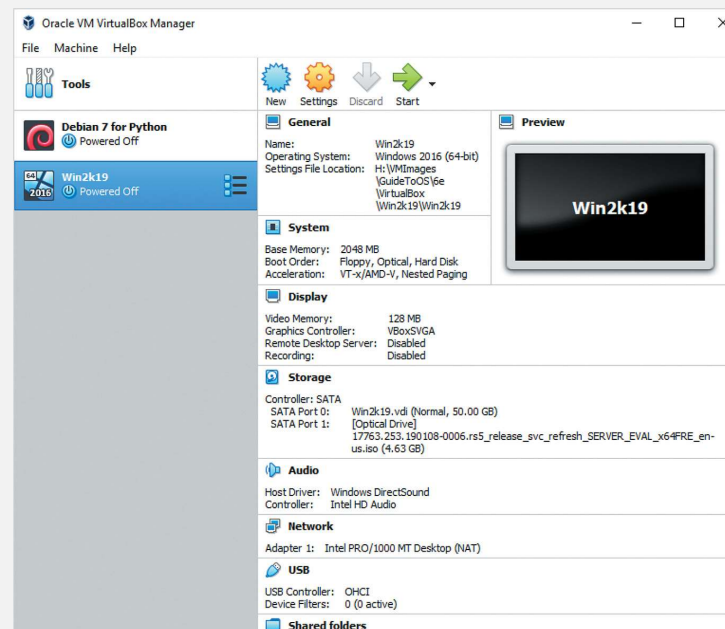 Oracle VM VirtualBox Manager
File Machine Help
Tools
New Settings Discard Start
Debian 7 for Python
Powered Off
64
2016
Win2k19
Powered Off
General
Name: Win2k19
Operating System: Windows 2016 (64-bit)
Settings File Location: H:\VMImages
\GuideToOS\6e
\VirtualBox
\Win2k19\Win2k19
Preview
Win2k19
System
Base Memory: 2048 MB
Boot Order: Floppy, Optical, Hard Disk
Acceleration: VT-x/AMD-V, Nested Paging
Display
Video Memory: 128 MB
Graphics Controller: VBoxSVGA
Remote Desktop Server: Disabled
Recording: Disabled
Storage
Controller: SATA
SATA Port 0: Win2k19.vdi (Normal, 50.00 GB)
SATA Port 1: [Optical Drive]
17763.253.190108-0006.rs5_release_svc_refresh_SERVER_EVAL_x64FRE_en-
us.iso (4.63 GB)
Audio
Host Driver: Windows DirectSound
Controller: Intel HD Audio
Network
Adapter 1: Intel PRO/1000 MT Desktop (NAT)
USB
USB Controller: OHCI
Device Filters: 0 (0 active)
Shared folders